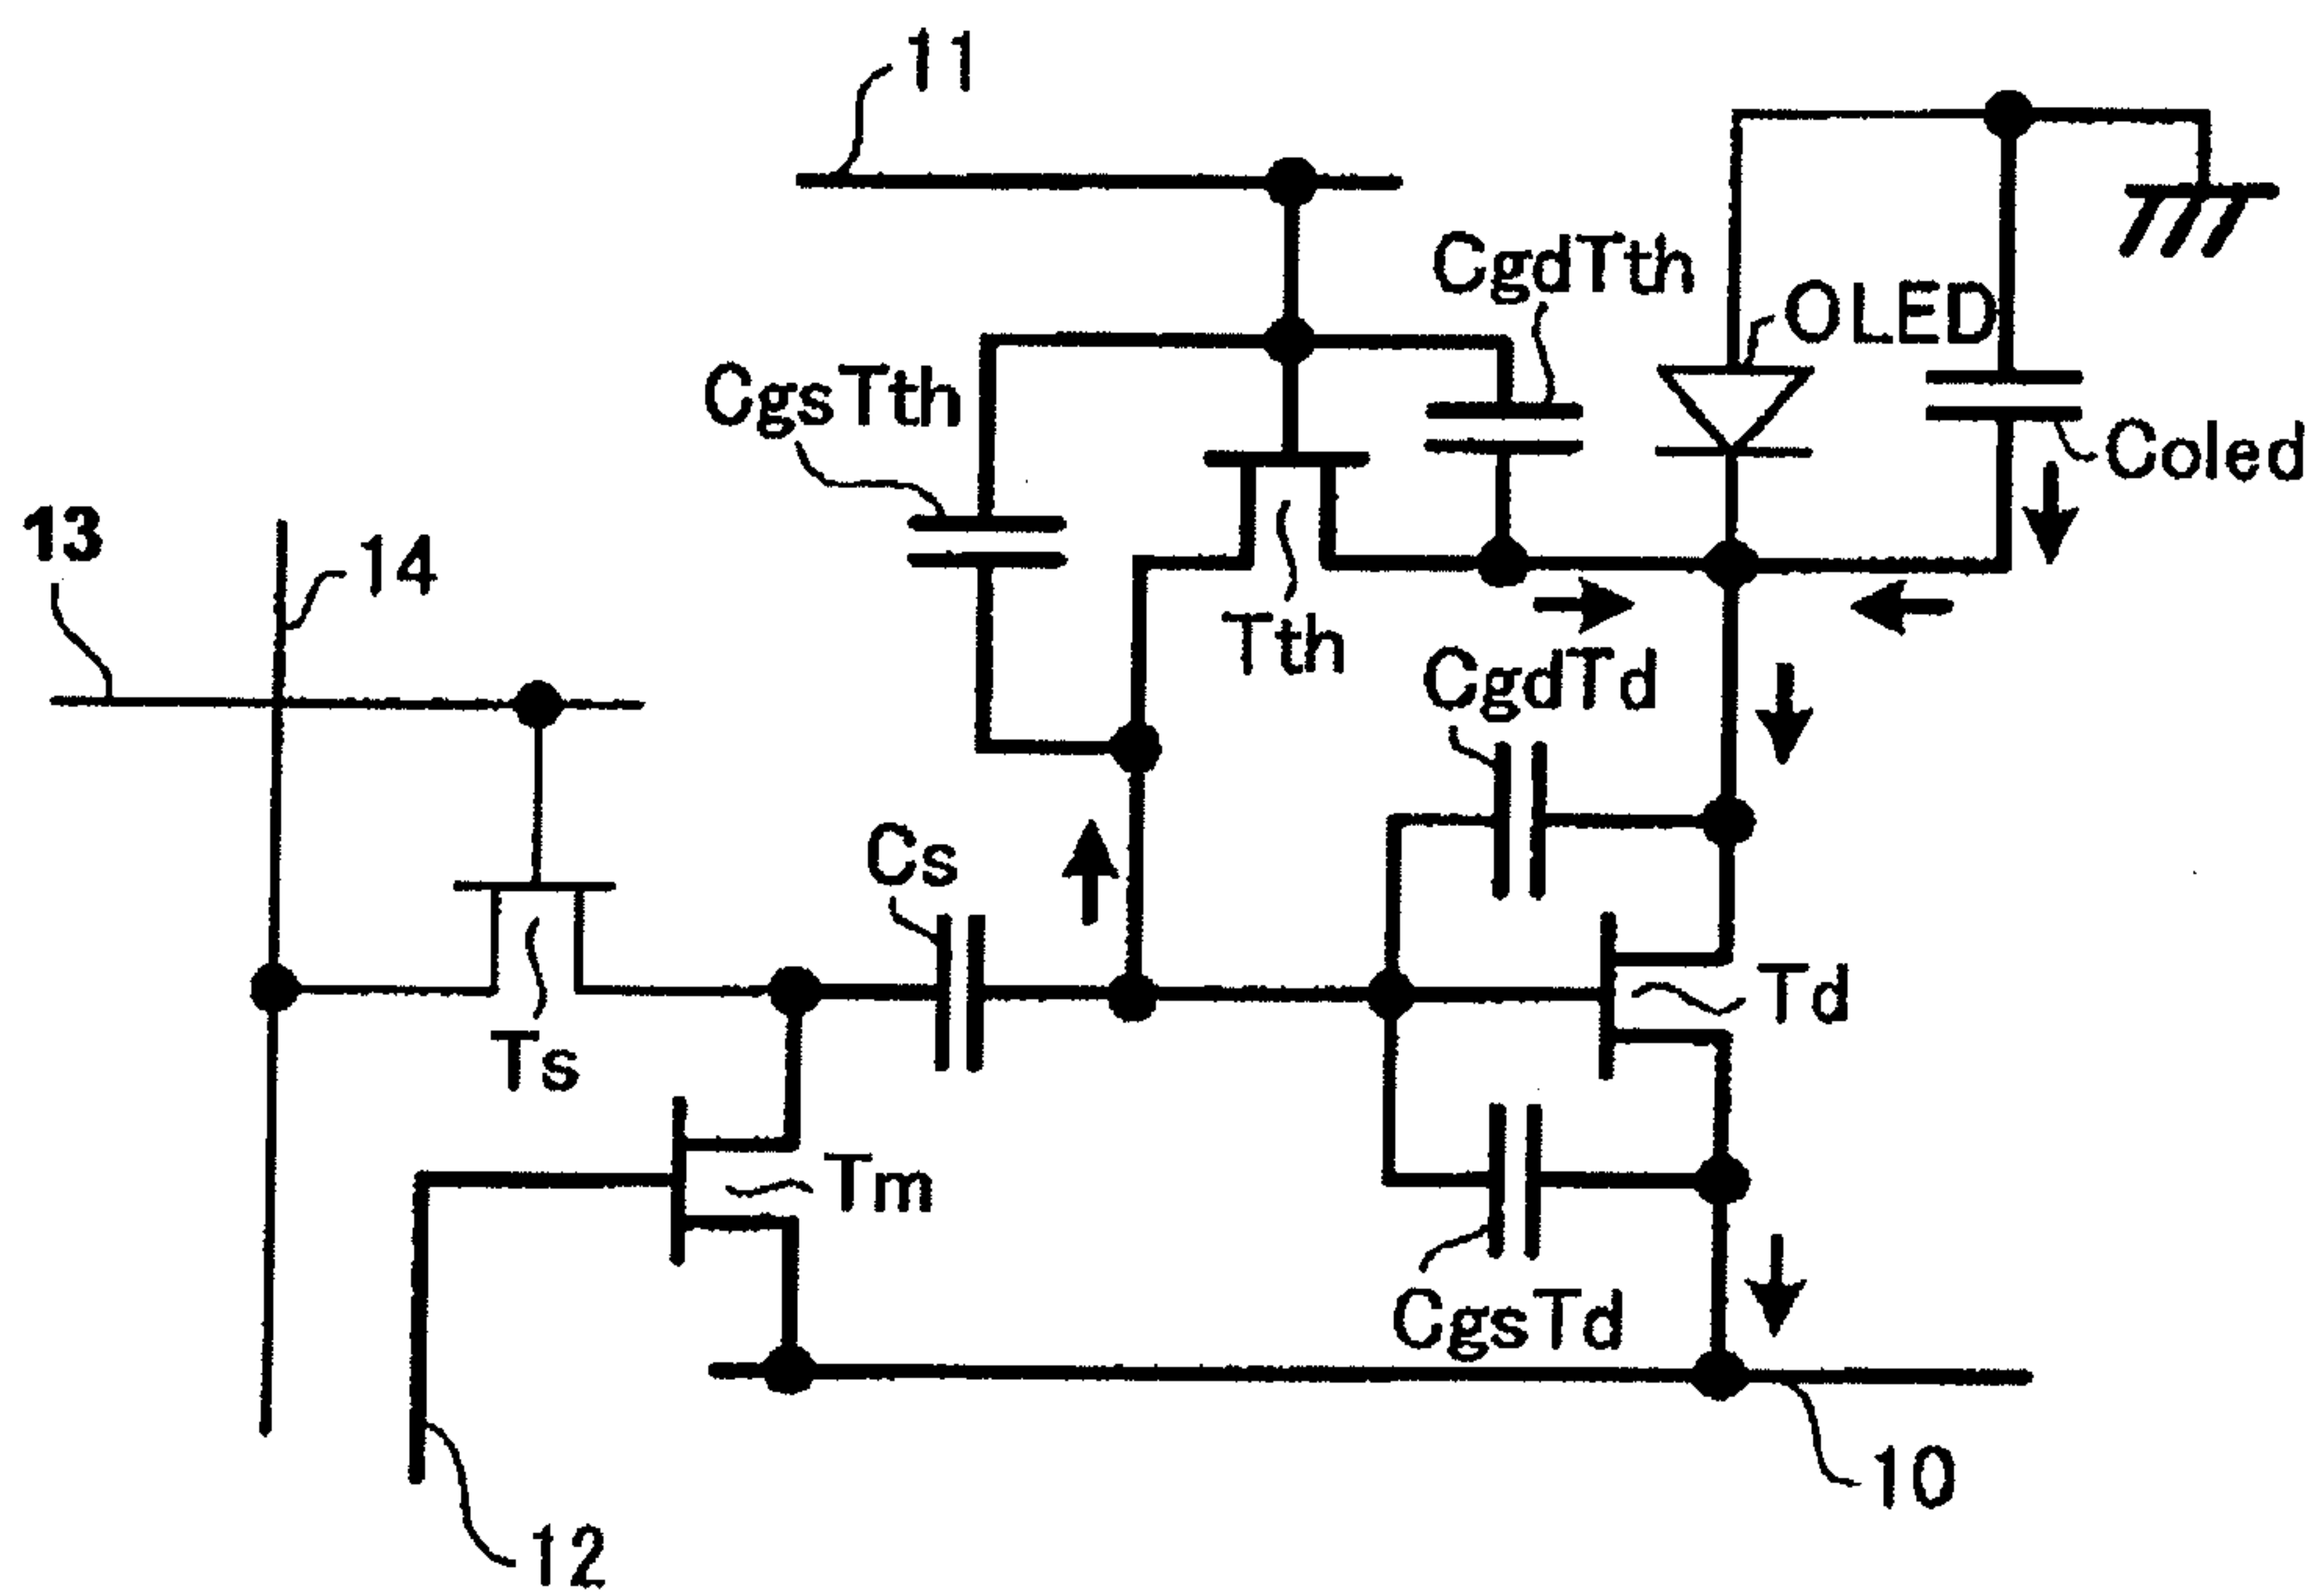 11
CgdTth
OLED
CgsTth
Coled
13
14
Tth
CgdTd
Cs
Td
Ts
Tm
CgsTd
10
12